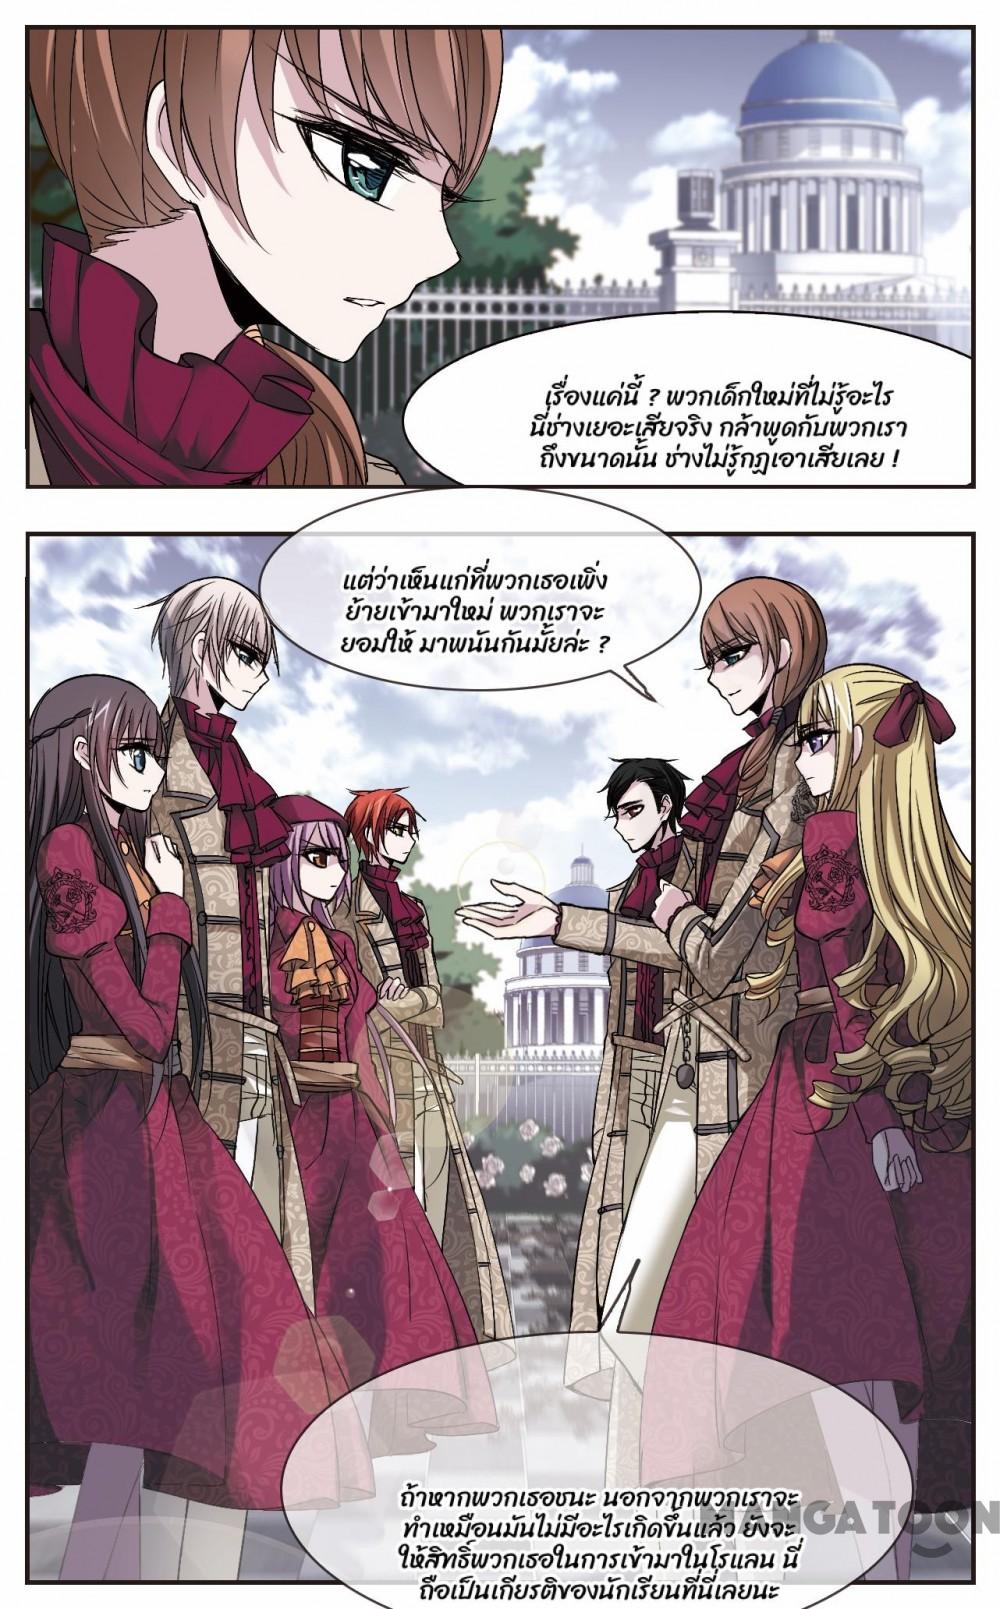 เรื่องแค่นี้ ? พวกเด็กใหม่ที่ไม่รู้อะไร
นี่ช่างเยอะเสียจริง กล้าพูดกับพวกเรา
ถึงขนาดนั้น ช่างไม่รู้กฏเอาเสียเลย !
แต่ว่าเห็นแก่ที่พวกเธอเพิ่ง
ย้ายเข้ามาใหม่ พวกเราจะ
ยอมให้ มาพนันกันมั้ยล่ะ ?
ถ้าหากพวกเธอชนะ นอกจากพวกเราจะ
ทำเหมือนมันไม่มีอะไรเกิดขึ้นแล้ว ยังจะ
ให้สิทธิ์พวกเธอในการเข้ามาในโรแลน นี่
ถือเป็นเกียรติของนักเรียนที่นี่เลยนะ
MANGATOON